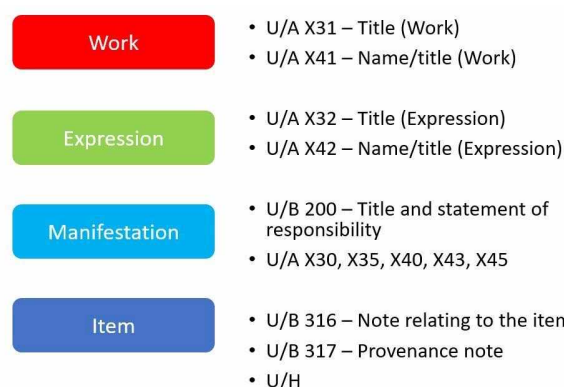 Work
• U/A X31 – Title (Work)
• U/A X41 – Name/title (Work)
Expression
• U/A X32 – Title (Expression)
• U/A X42 – Name/title (Expression)
Manifestation
• U/B 200 – Title and statement of
responsibility
• U/A X30, X35, X40, X43, X45
Item
• U/B 316 – Note relating to the item
• U/B 317 – Provenance note
• U/H